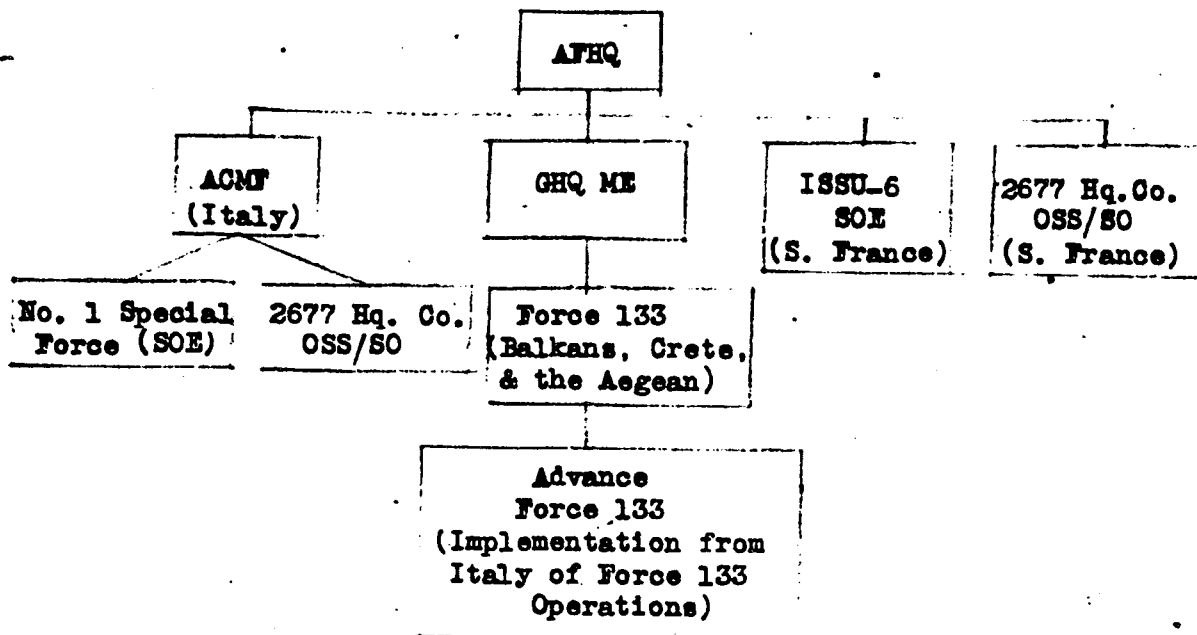 AFHQ
ACMF
(Italy)
GHQ ME
ISSU-6
SOE
(S. France)
2677 Hq.Co.
OSS/SO
(S. France)
No. 1 Special
Force (SOE)
2677 Hq. Co.
OSS/SO
Force 133
(Balkans, Crete,
& the Aegean)
Advance
Force 133
(Implementation from
Italy of Force 133
Operations)